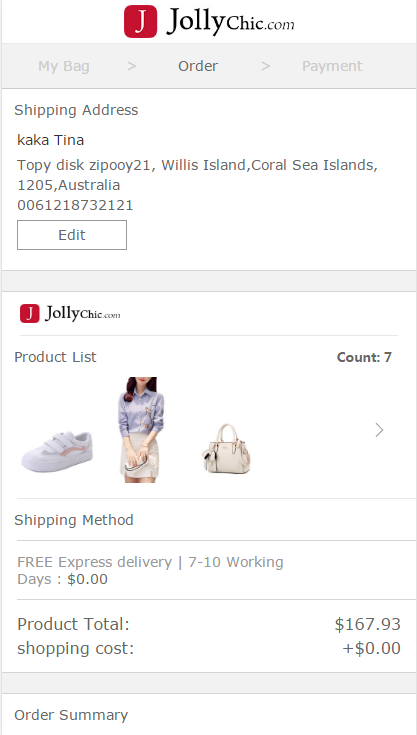 J JollyChic.com
My Bag > Order > Payment
Shipping Address
kaka Tina
Topy disk zipooy21, Willis Island,Coral Sea Islands,
1205,Australia
0061218732121
Edit
J JollyChic.com
Product List Count: 7
Shipping Method
FREE Express delivery | 7-10 Working
Days : $0.00
Product Total: $167.93
shopping cost: +$0.00
Order Summary